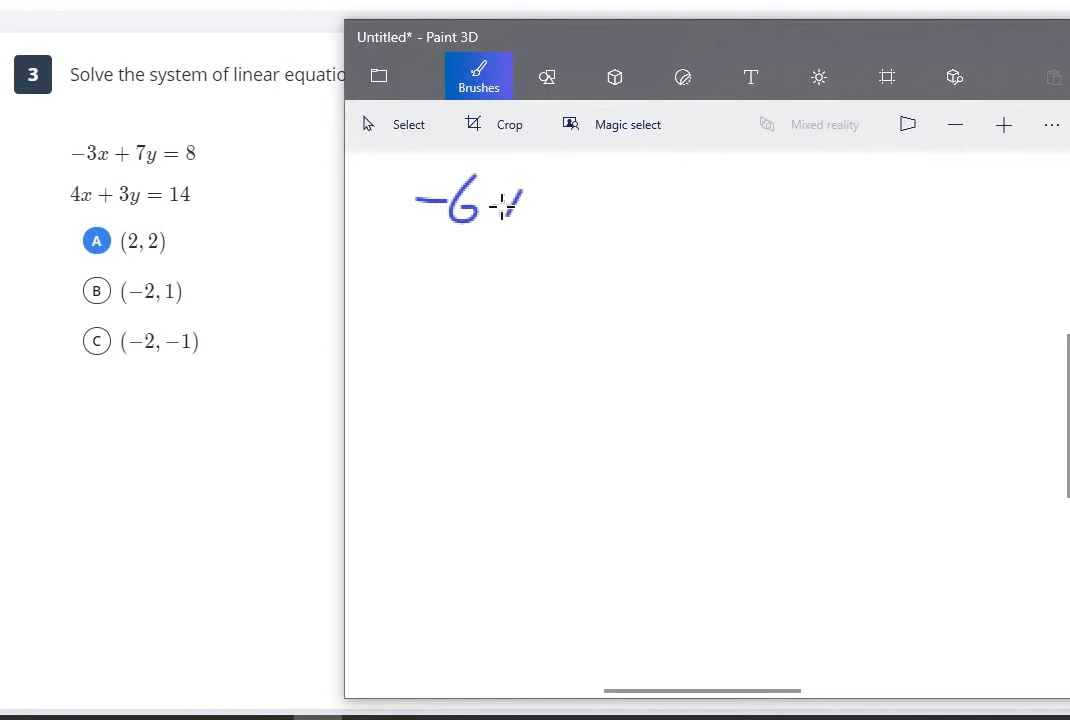 Untitled* - Paint 3D
3 Solve the system of linear equatio
Brushes
Select Crop Magic select Mixed reality
−3x + 7y = 8
4x + 3y = 14
A (2, 2)
B (−2, 1)
C (−2, −1)
-6